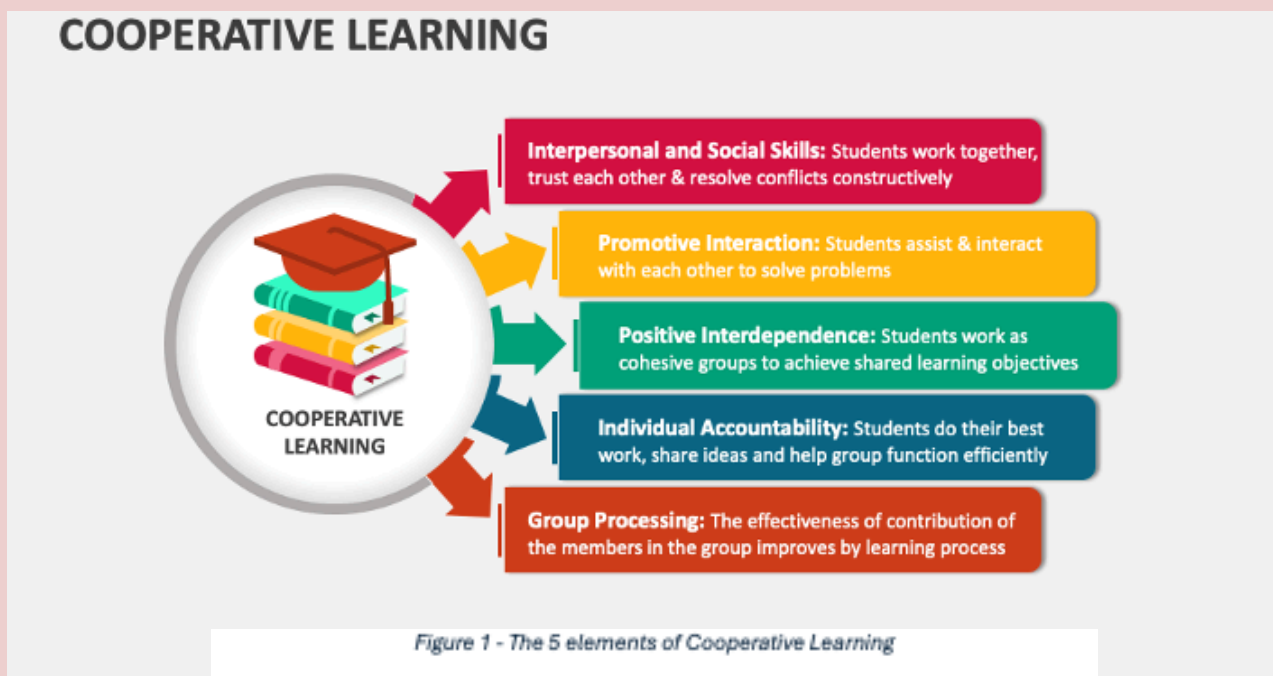 COOPERATIVE LEARNING
Interpersonal and Social Skills: Students work together,
trust each other & resolve conflicts constructively
Promotive Interaction: Students assist & interact
with each other to solve problems
Positive Interdependence: Students work as
cohesive groups to achieve shared learning objectives
COOPERATIVE
LEARNING
Individual Accountability: Students do their best
work, share ideas and help group function efficiently
Group Processing: The effectiveness of contribution of
the members in the group improves by learning process
Figure 1 - The 5 elements of Cooperative Learning